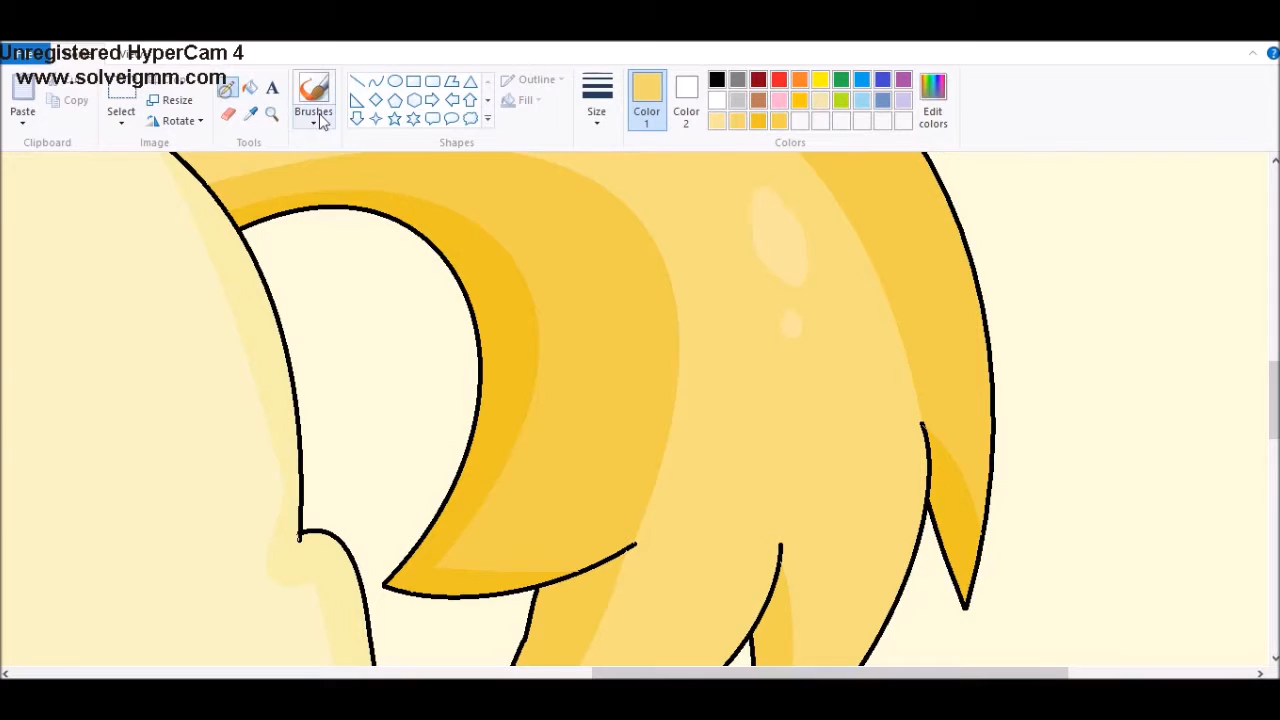 Unregistered HyperCam 4
www.solveigmm.com
Paste
Copy
Clipboard
Select
Resize
Rotate
Image
Tools
Brushes
Shapes
Outline
Fill
Size
Color
1
Color
2
Edit
colors
Colors